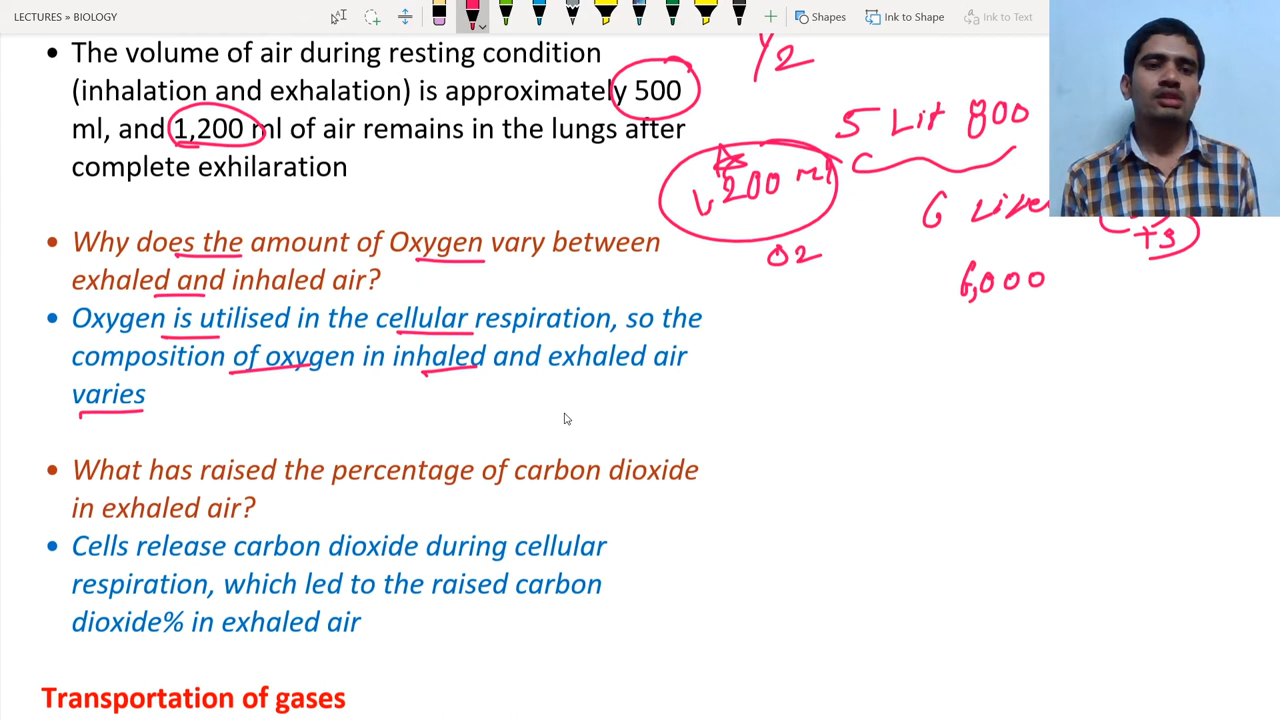 LECTURES » BIOLOGY
Shapes
Ink to Shape
Ink to Text
• The volume of air during resting condition
(inhalation and exhalation) is approximately 500
ml, and 1,200 ml of air remains in the lungs after
complete exhilaration
• Why does the amount of Oxygen vary between
exhaled and inhaled air?
• Oxygen is utilised in the cellular respiration, so the
composition of oxygen in inhaled and exhaled air
varies
• What has raised the percentage of carbon dioxide
in exhaled air?
• Cells release carbon dioxide during cellular
respiration, which led to the raised carbon
dioxide% in exhaled air
Transportation of gases
5 Lit 800
200 ml
6
O2
+3
6,000